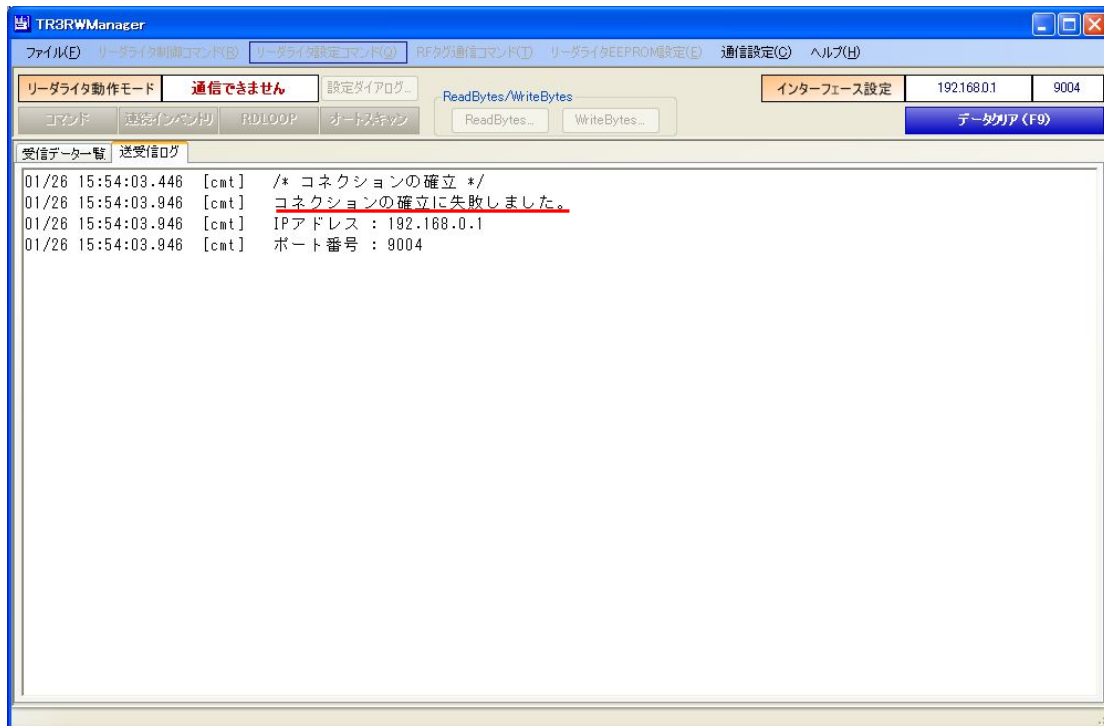 TR3RWManager
ファイル(F) リーダライタ制御コマンド(R) リーダライタ設定コマンド(Q) RFタグ通信コマンド(T) リーダライタEEPROM設定(E) 通信設定(C) ヘルプ(H)
リーダライタ動作モード 通信できません 設定ダイアログ... ReadBytes/WriteBytes インターフェース設定 192.168.0.1 9004
コマンド 連続インベントリ RDLOOP オートスキャン ReadBytes... WriteBytes... データクリア (F9)
受信データ一覧 送受信ログ
01/26 15:54:03.446 [cmt] /* コネクションの確立 */
01/26 15:54:03.946 [cmt] コネクションの確立に失敗しました。
01/26 15:54:03.946 [cmt] IPアドレス : 192.168.0.1
01/26 15:54:03.946 [cmt] ポート番号 : 9004